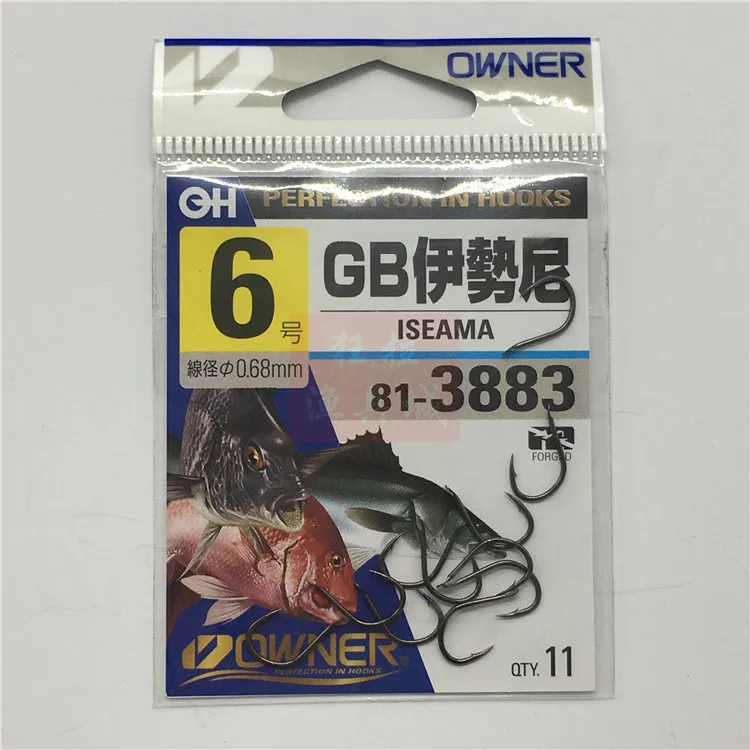 OWNER
OH PERFECTION IN HOOKS
6号
線径φ0.68mm
GB伊勢尼
ISEAMA
81-3883
FORGED
OWNER®
PERFECTION IN HOOKS
QTY. 11